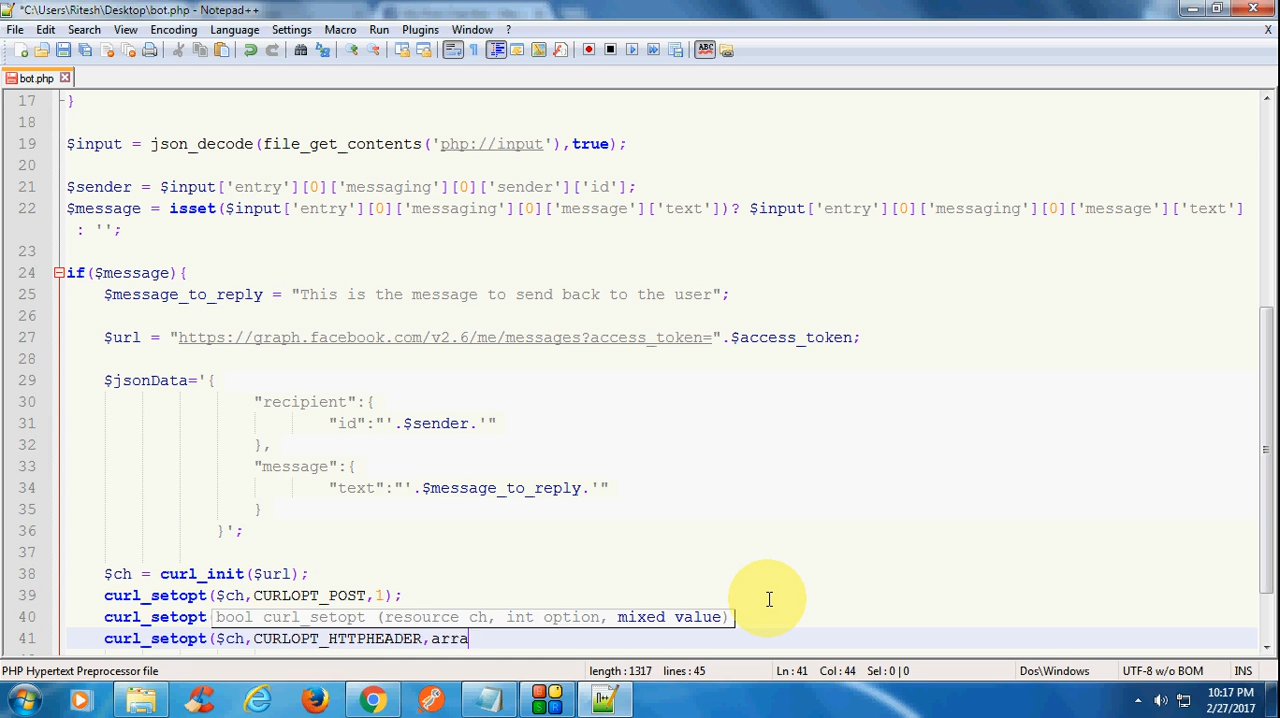 *C:\Users\Ritesh\Desktop\bot.php - Notepad++
File Edit Search View Encoding Language Settings Macro Run Plugins Window ? X
bot.php
17 }
18
19 $input = json_decode(file_get_contents('php://input'),true);
20
21 $sender = $input['entry'][0]['messaging'][0]['sender']['id'];
22 $message = isset($input['entry'][0]['messaging'][0]['message']['text'])? $input['entry'][0]['messaging'][0]['message']['text']
: '';
23
24 if($message){
25 $message_to_reply = "This is the message to send back to the user";
26
27 $url = "https://graph.facebook.com/v2.6/me/messages?access_token=".$access_token;
28
29 $jsonData='{
30 "recipient":{
31 "id":"'.$sender.'"
32 },
33 "message":{
34 "text":"'.$message_to_reply.'"
35 }
36 }';
37
38 $ch = curl_init($url);
39 curl_setopt($ch,CURLOPT_POST,1);
40 curl_setopt bool curl_setopt (resource ch, int option, mixed value)
41 curl_setopt($ch,CURLOPT_HTTPHEADER,arra
PHP Hypertext Preprocessor file length : 1317 lines : 45 Ln : 41 Col : 44 Sel : 0 | 0 Dos\Windows UTF-8 w/o BOM INS
10:17 PM
2/27/2017